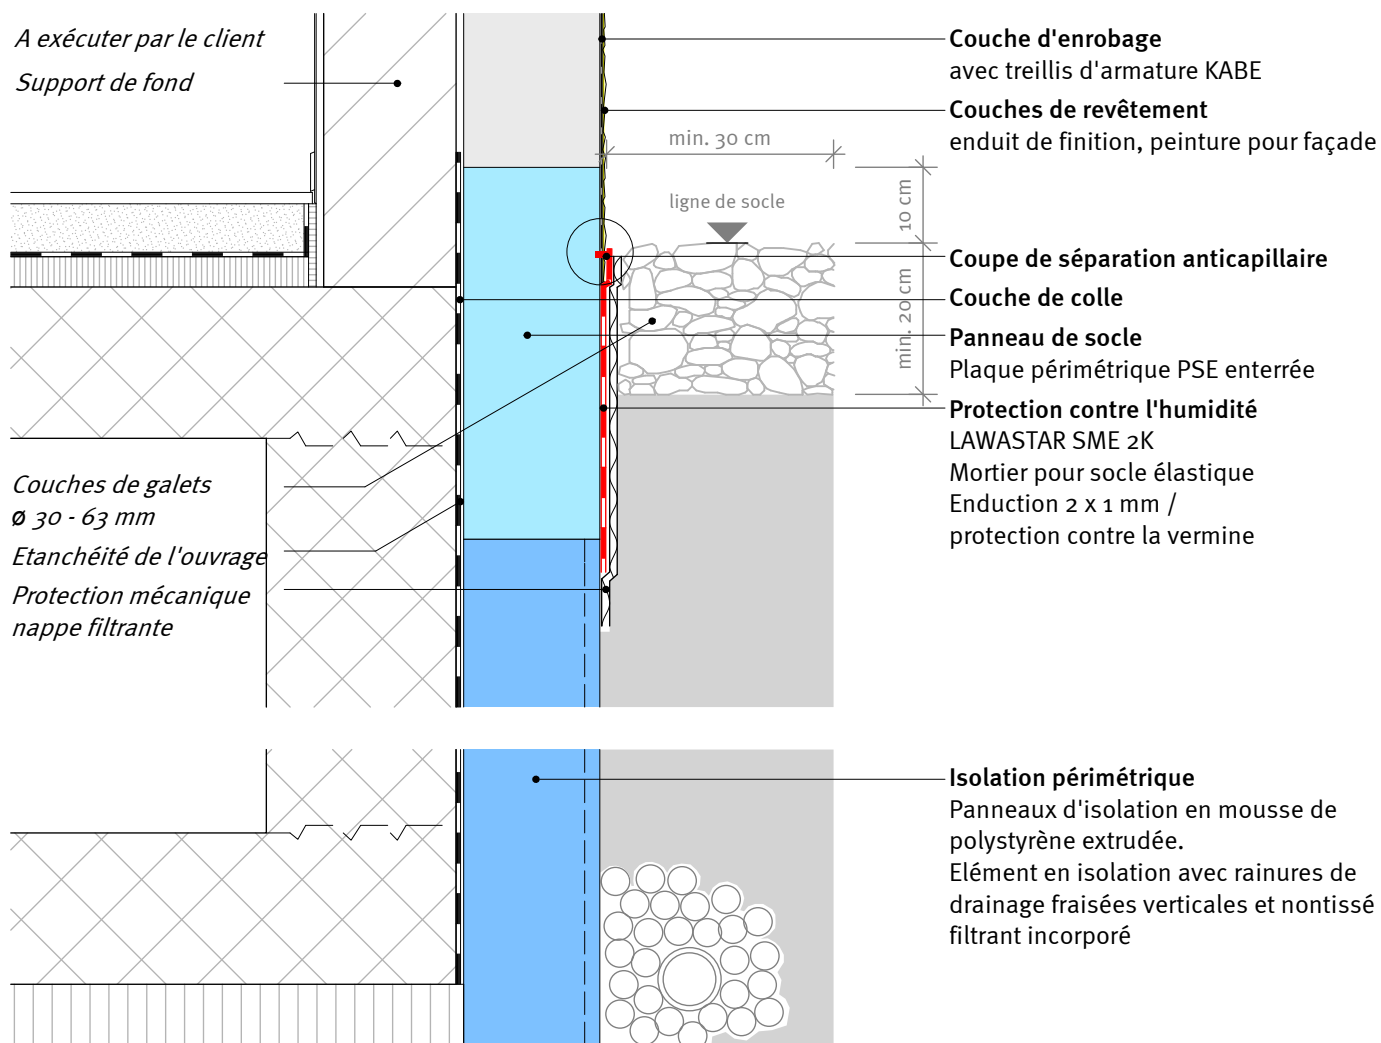 A exécuter par le client
Support de fond
Couches de galets
ø 30 - 63 mm
Etanchéité de l'ouvrage
Protection mécanique
nappe filtrante
min. 30 cm
ligne de socle
10 cm
min. 20 cm
Couche d'enrobage
avec treillis d'armature KABE
Couches de revêtement
enduit de finition, peinture pour façade
Coupe de séparation anticapillaire
Couche de colle
Panneau de socle
Plaque périmétrique PSE enterrée
Protection contre l'humidité
LAWASTAR SME 2K
Mortier pour socle élastique
Enduction 2 x 1 mm /
protection contre la vermine
Isolation périmétrique
Panneaux d'isolation en mousse de
polystyrène extrudée.
Elément en isolation avec rainures de
drainage fraisées verticales et nontissé
filtrant incorporé